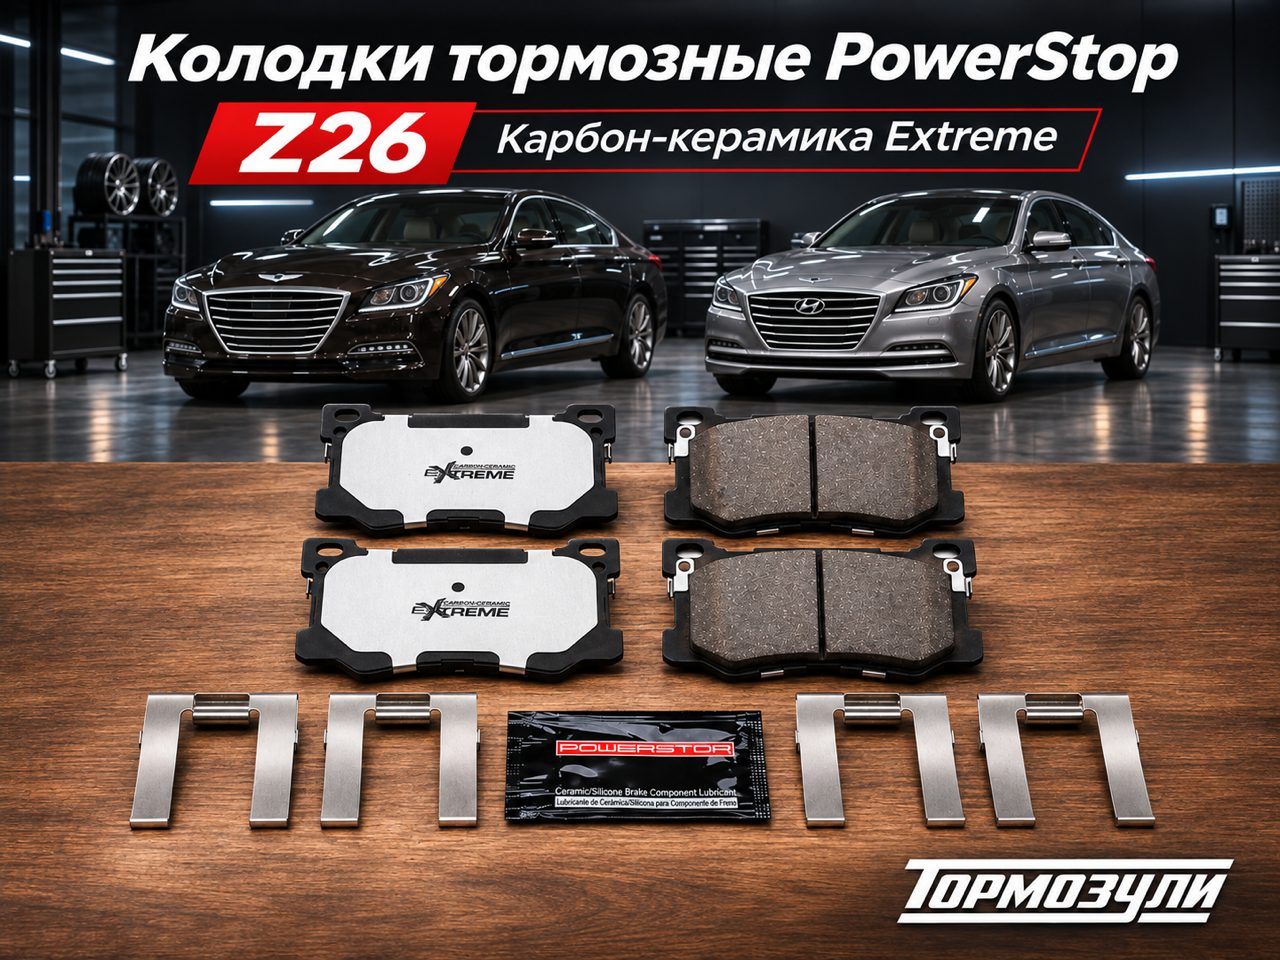 Колодки тормозные PowerStop
Z26
Карбон-керамика Extreme
CARBON-CERAMIC
EXTREME
CARBON-CERAMIC
EXTREME
POWERSTOP
Ceramic/Silicone Brake Component Lubricant
Lubricante de Cerámica/Silicona para Componente de Freno
ТОРМОЗУЛИ